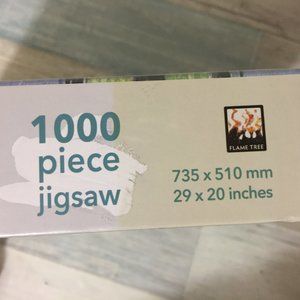 1000
piece
jigsaw
FLAME TREE
735 x 510 mm
29 x 20 inches